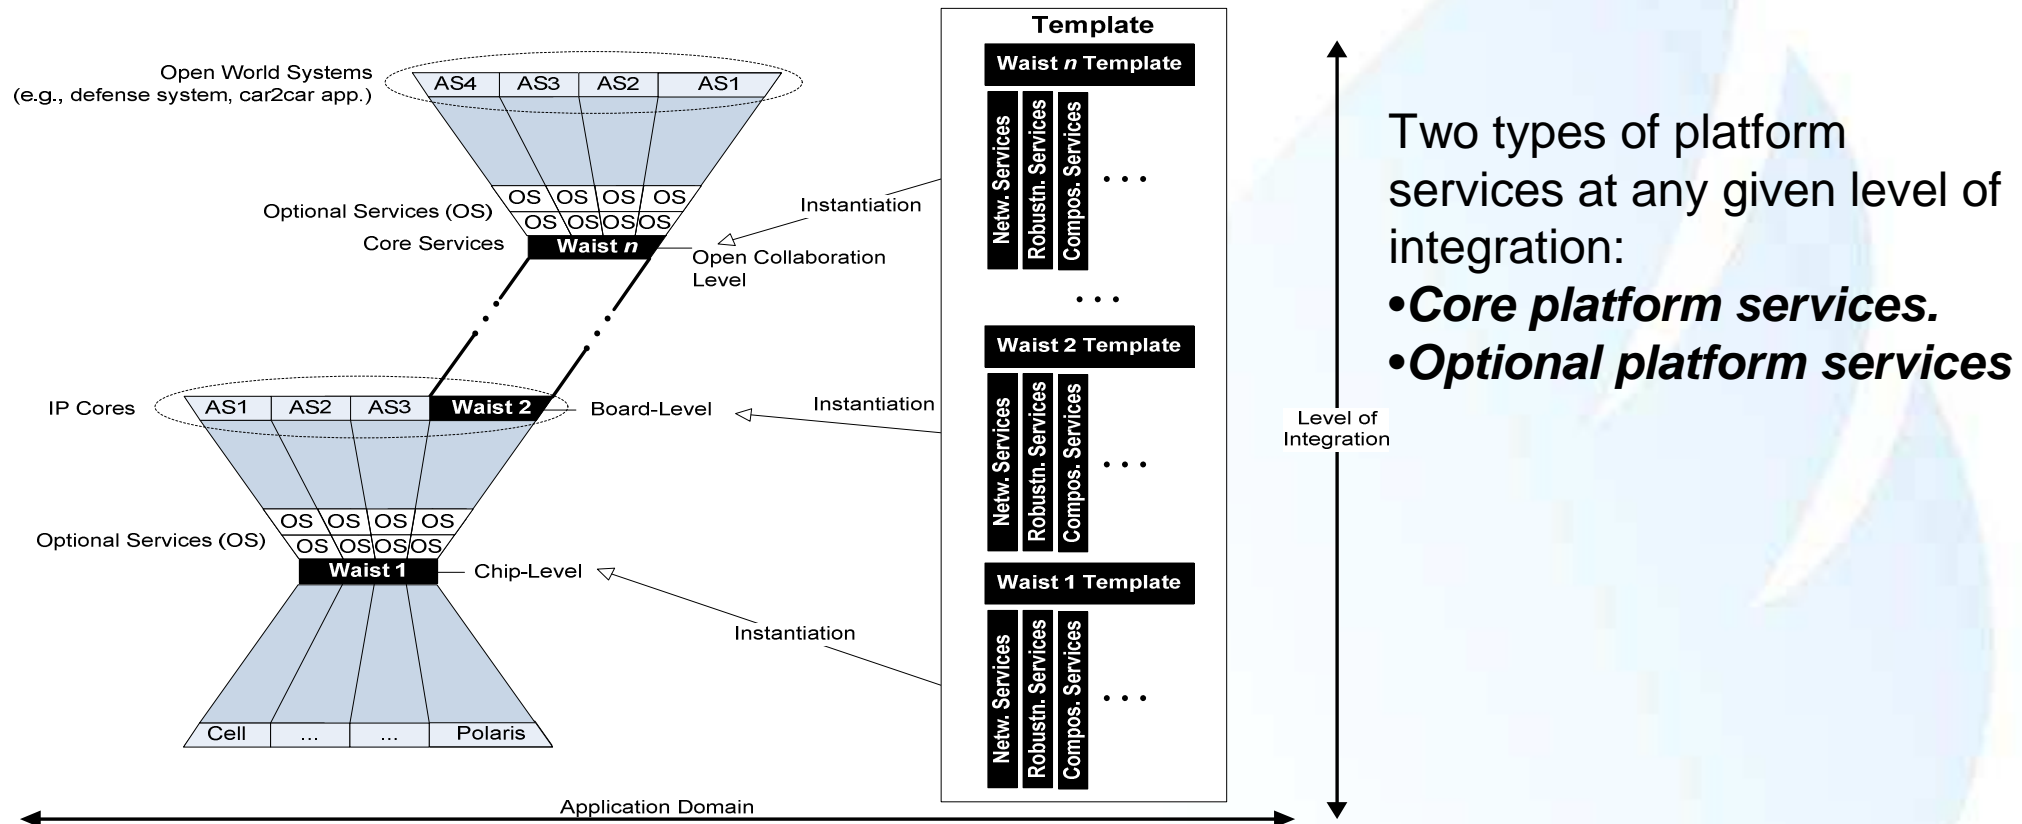 Template
Waist n Template
Netw. Services
Robustn. Services
Compos. Services
...
...
Waist 2 Template
Netw. Services
Robustn. Services
Compos. Services
...
Waist 1 Template
Netw. Services
Robustn. Services
Compos. Services
...
Open World Systems
(e.g., defense system, car2car app.)
AS4 AS3 AS2 AS1
OS OS OS OS
Optional Services (OS)
OS OS OS OS
Core Services
Waist n
Open Collaboration
Level
Instantiation
IP Cores
AS1 AS2 AS3 Waist 2
Board-Level
Instantiation
OS OS OS OS
Optional Services (OS)
OS OS OS OS
Waist 1
Chip-Level
Instantiation
Cell ... ... Polaris
Application Domain
Level of
Integration
Two types of platform
services at any given level of
integration:
•Core platform services.
•Optional platform services